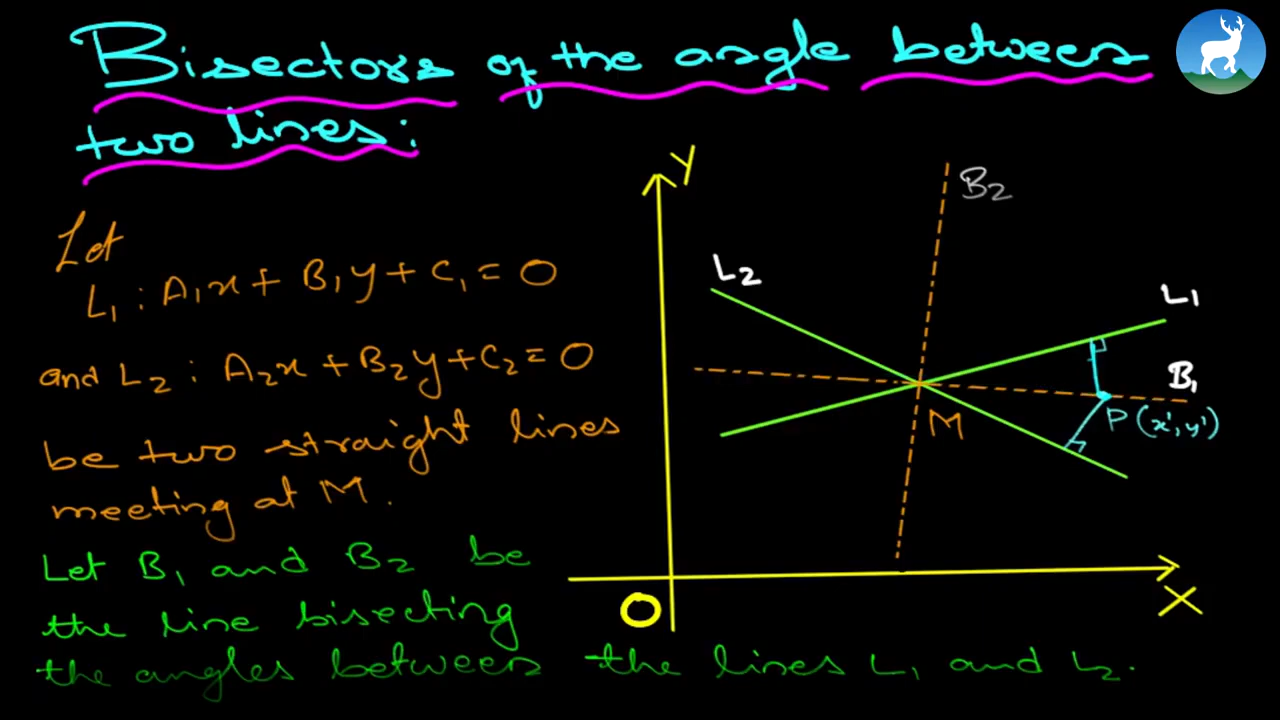 Bisectors of the angle between
two lines:
Let
L₁ : A₁x + B₁y + C₁ = 0
and L₂ : A₂x + B₂y + C₂ = 0
be two straight lines
meeting at M.
Let B₁ and B₂ be
the line bisecting
the angles between the lines L₁ and L₂.
Y
B₂
L₂
L₁
B₁
P (x', y')
M
O
X